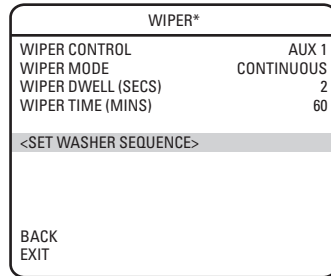 WIPER*
WIPER CONTROL AUX 1
WIPER MODE CONTINUOUS
WIPER DWELL (SECS) 2
WIPER TIME (MINS) 60
<SET WASHER SEQUENCE>
BACK
EXIT